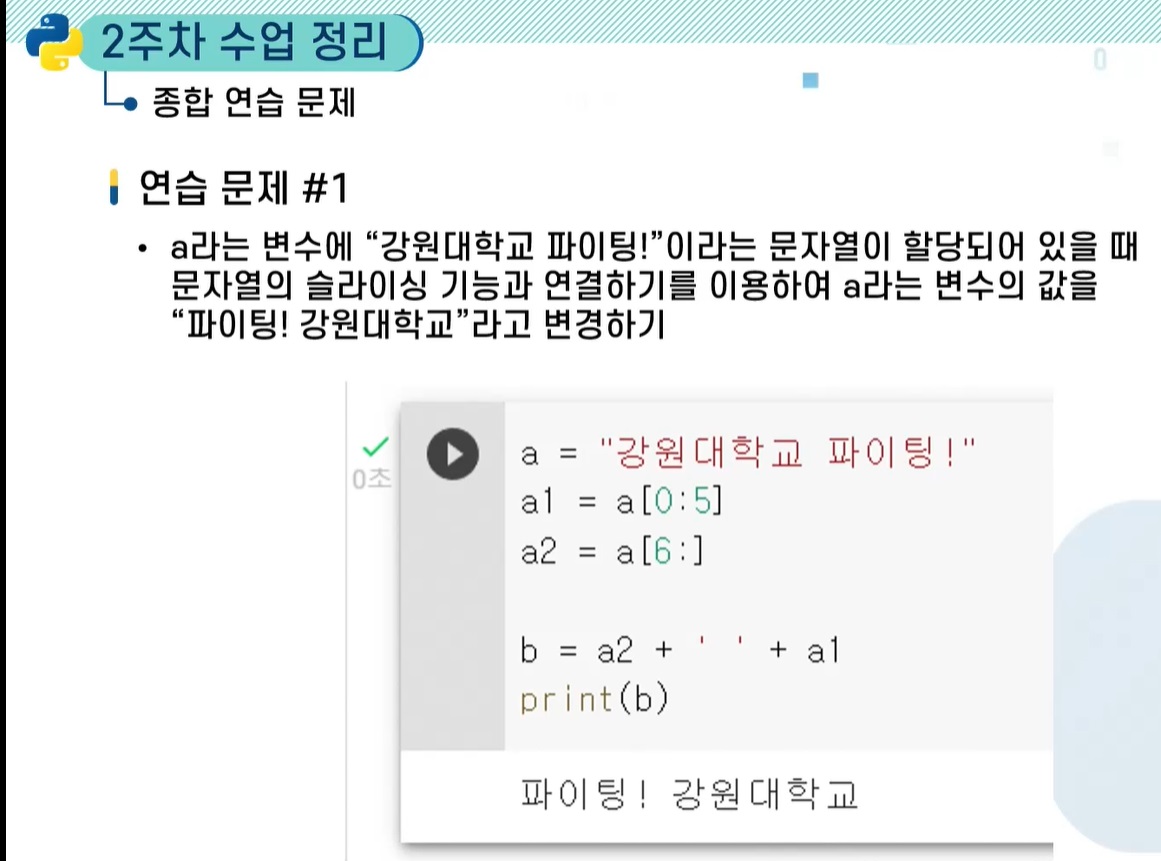 2주차 수업 정리
종합 연습 문제
연습 문제 #1
• a라는 변수에 “강원대학교 파이팅!”이라는 문자열이 할당되어 있을 때
문자열의 슬라이싱 기능과 연결하기를 이용하여 a라는 변수의 값을
“파이팅! 강원대학교”라고 변경하기
0초
a = "강원대학교 파이팅!"
a1 = a[0:5]
a2 = a[6:]
b = a2 + ' ' + a1
print(b)
파이팅! 강원대학교